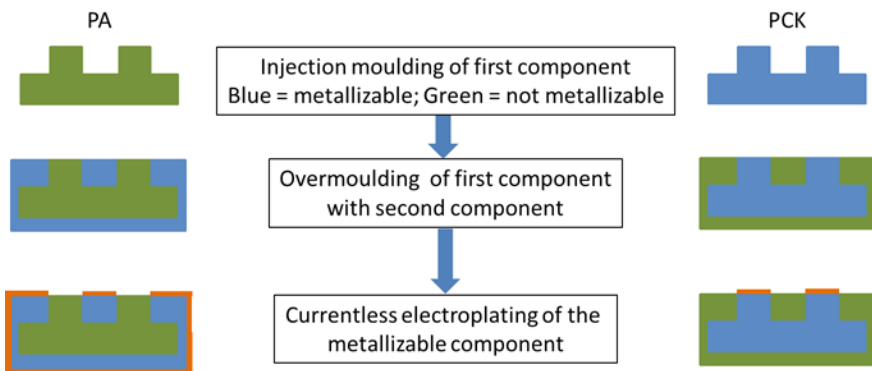 PA
PCK
Injection moulding of first component
Blue = metallizable; Green = not metallizable
Overmoulding of first component
with second component
Currentless electroplating of the
metallizable component